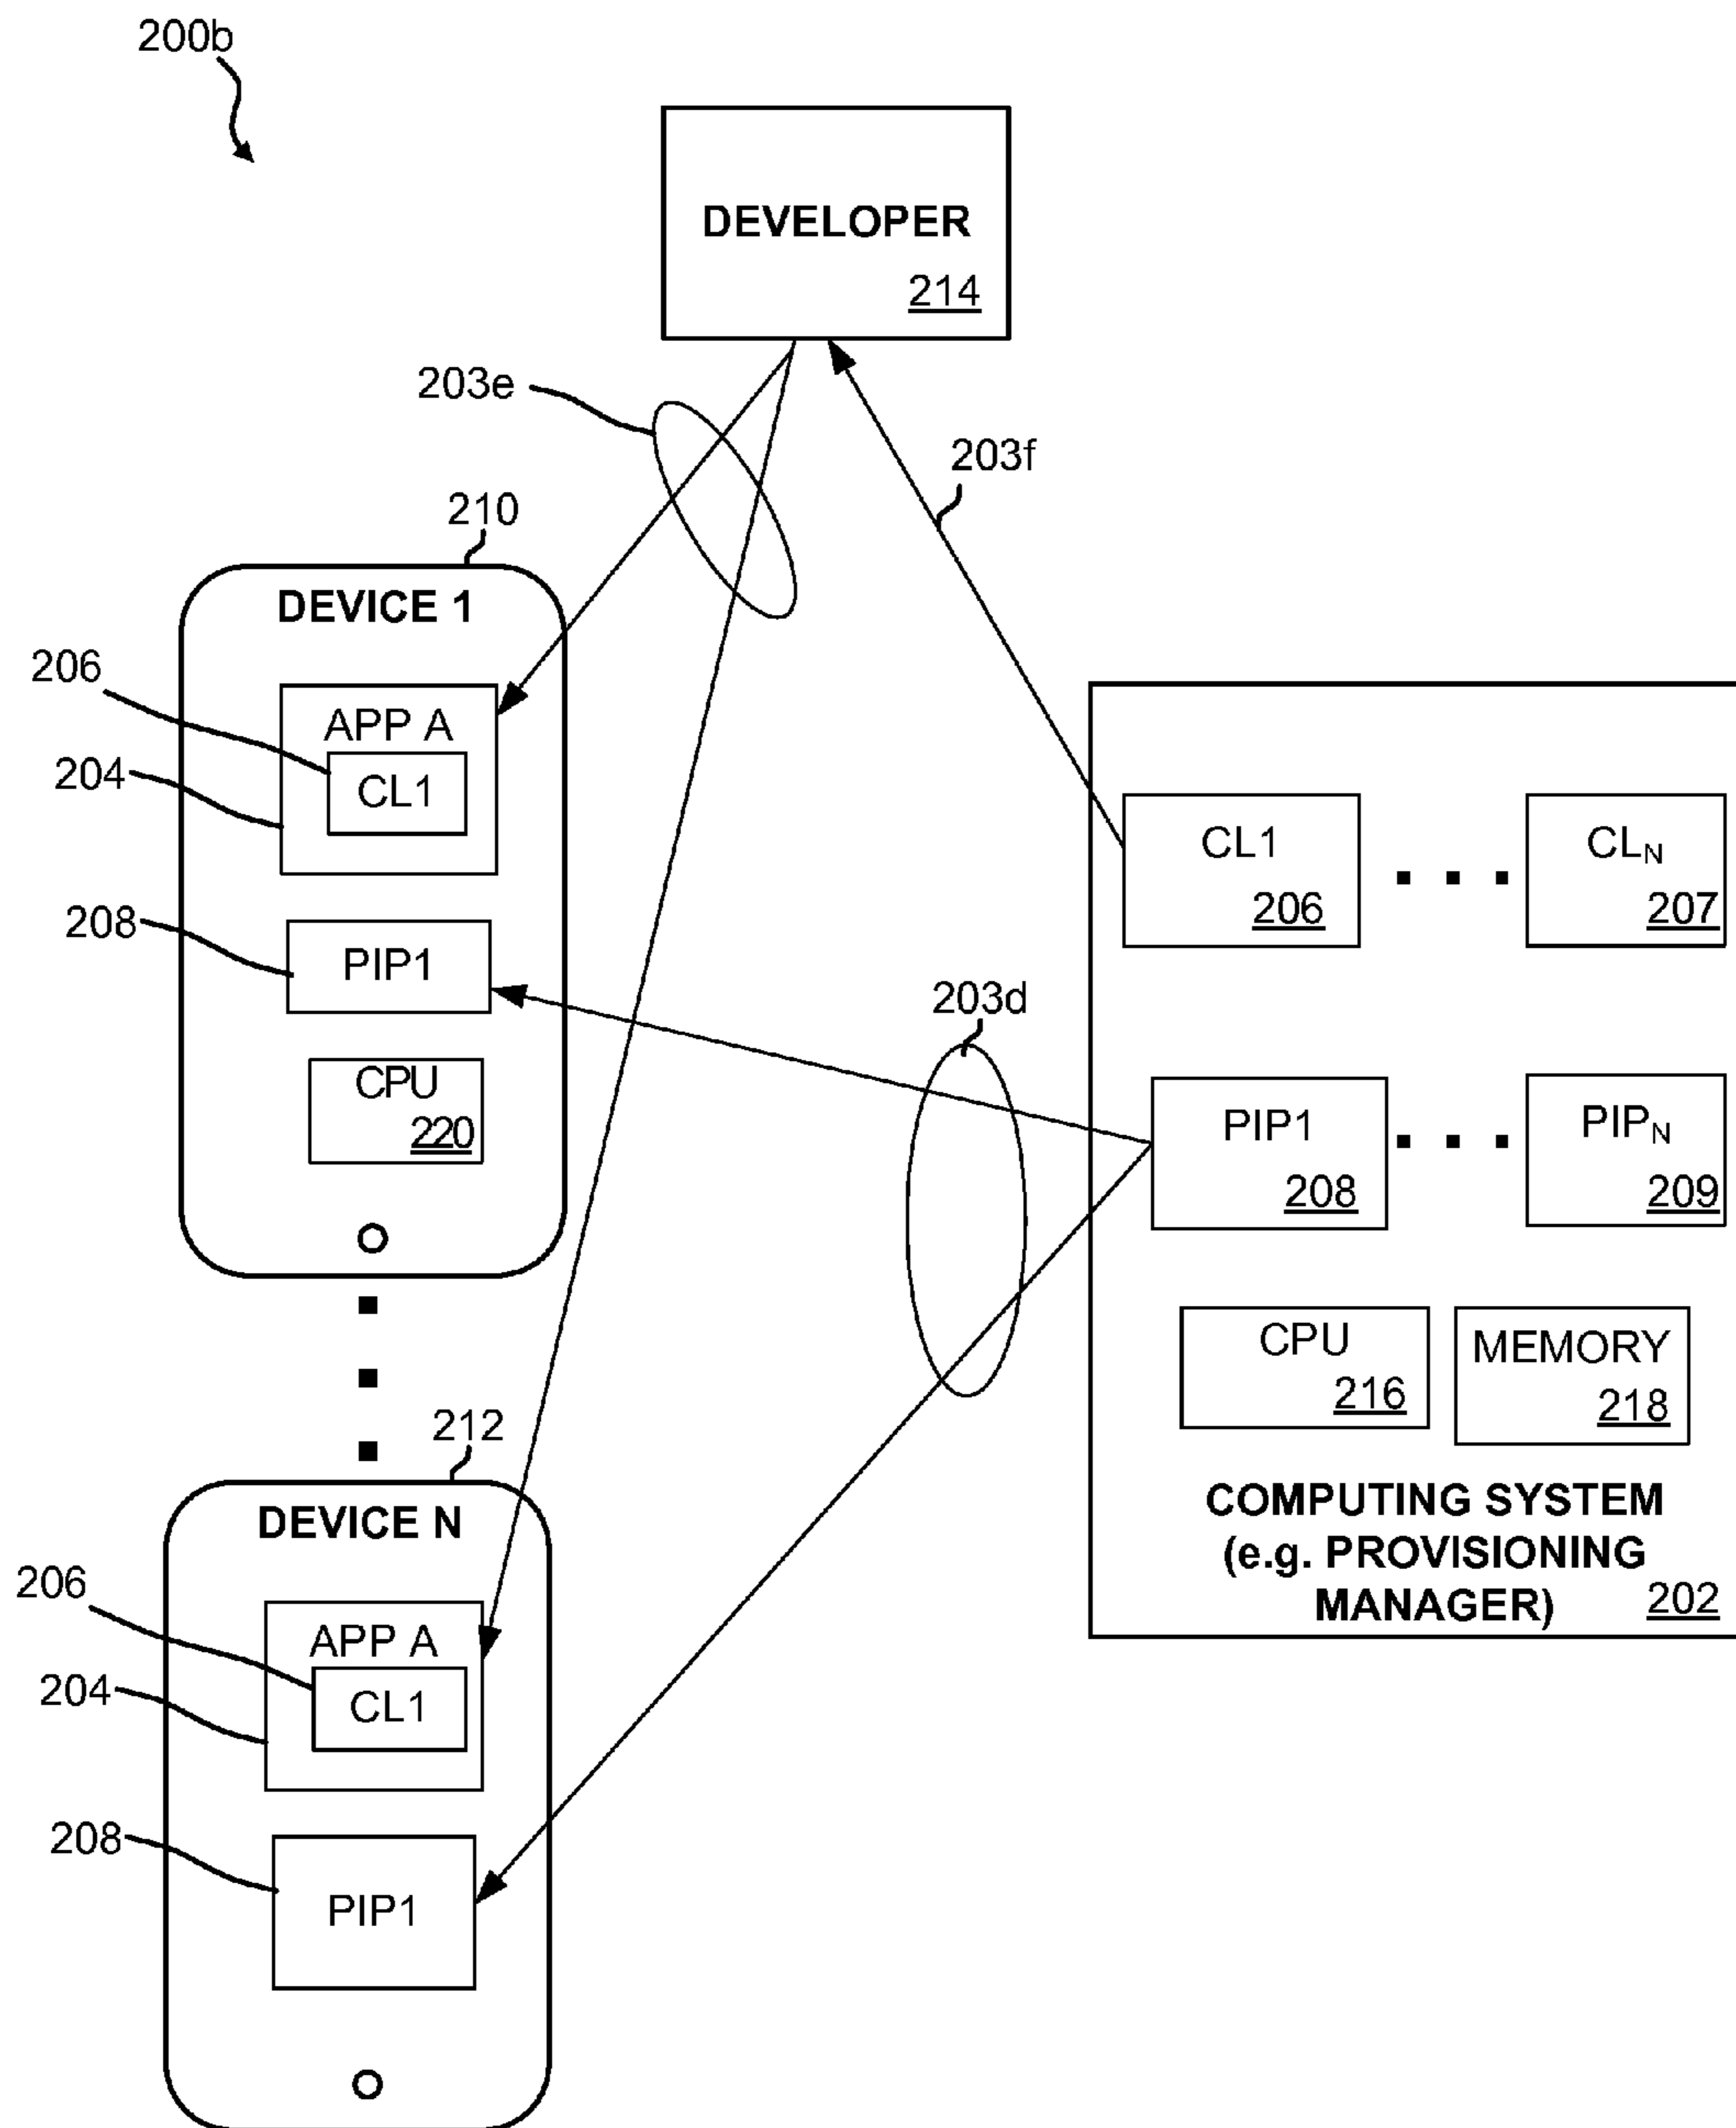 200b
DEVELOPER
214
203e
203f
210
DEVICE 1
206
APP A
204
CL1
208
PIP1
CPU
220
203d
CL1
206
CLN
207
PIP1
208
PIPN
209
CPU
216
MEMORY
218
COMPUTING SYSTEM
(e.g. PROVISIONING
MANAGER)
202
212
DEVICE N
206
APP A
204
CL1
208
PIP1